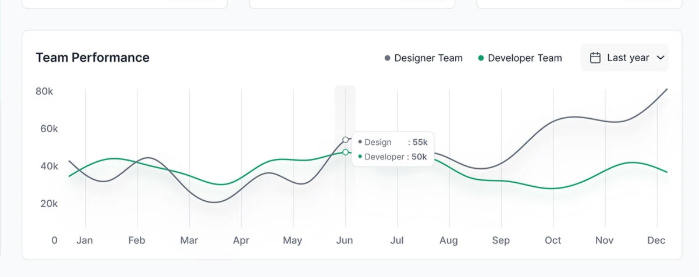 Team Performance
Designer Team
Developer Team
Last year
80k
60k
40k
20k
0
Design : 55k
Developer : 50k
Jan Feb Mar Apr May Jun Jul Aug Sep Oct Nov Dec